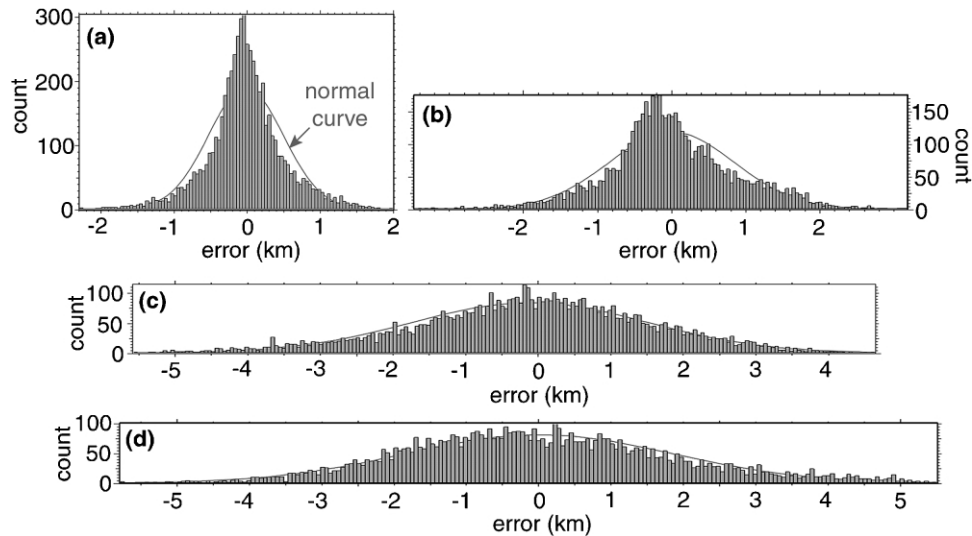 300
(a)
200
normal
curve
100
0
count
-2 -1 0 1 2
error (km)
(b)
150
100
50
0
count
-2 -1 0 1 2
error (km)
(c)
100
50
0
count
-5 -4 -3 -2 -1 0 1 2 3 4
error (km)
(d)
100
50
0
count
-5 -4 -3 -2 -1 0 1 2 3 4 5
error (km)